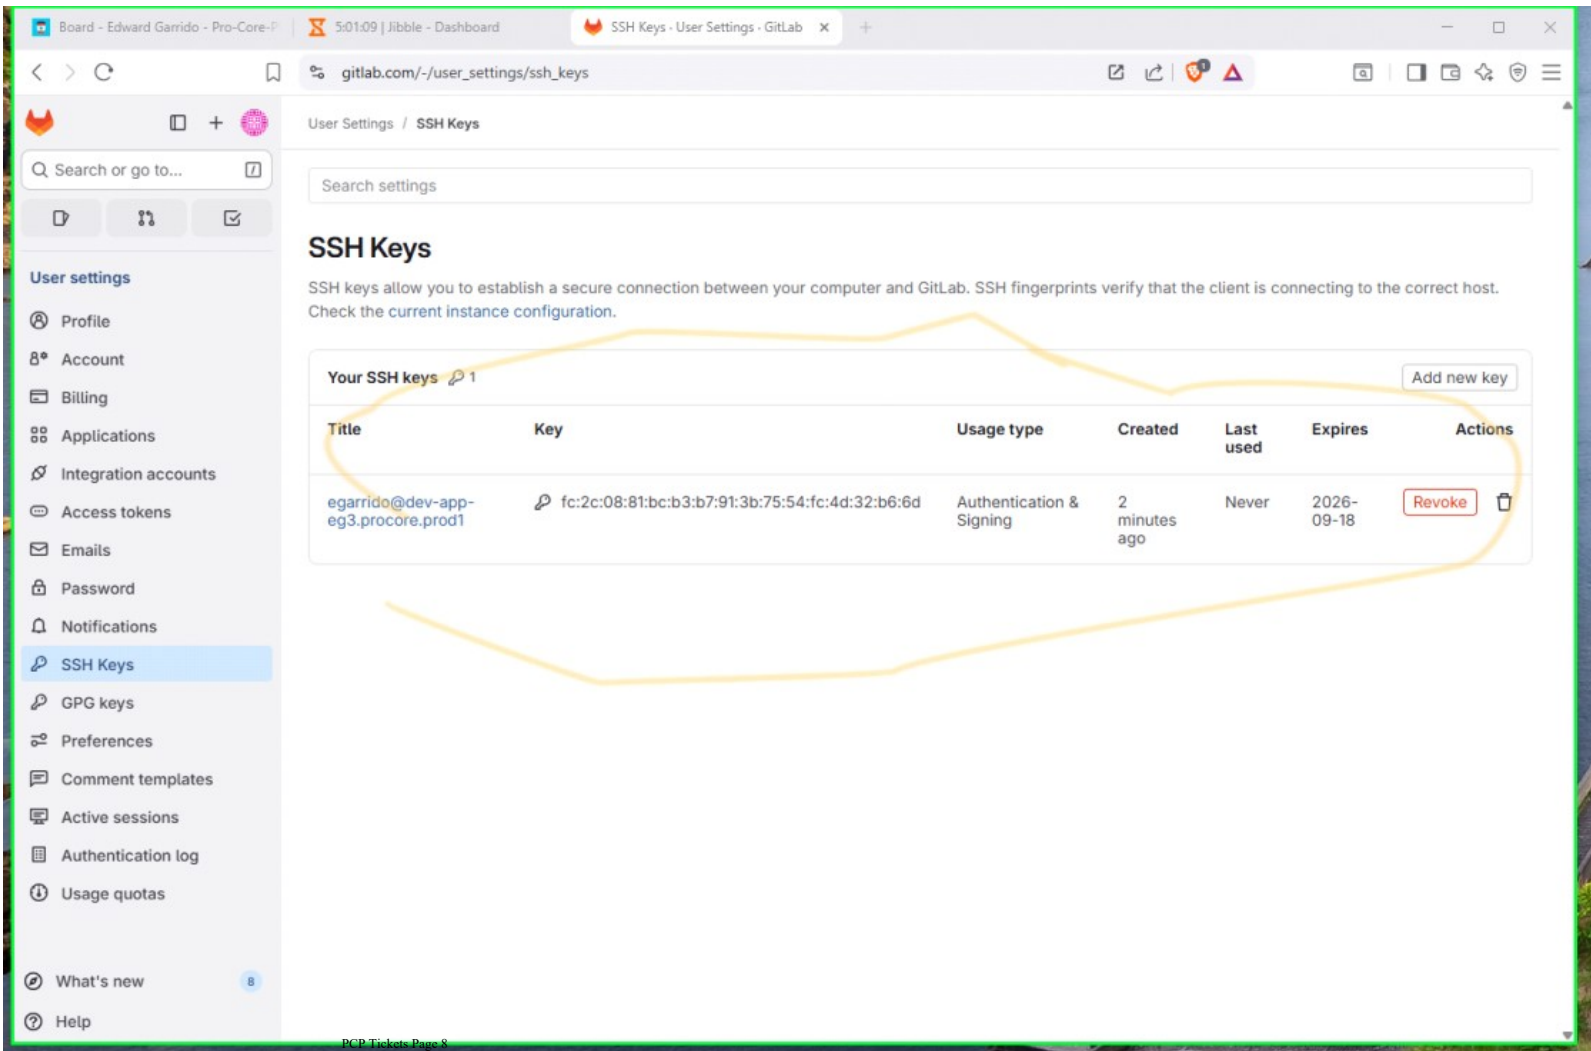 Board - Edward Garrido - Pro-Core-P
5:01:09 | Jibble - Dashboard
SSH Keys · User Settings · GitLab
gitlab.com/-/user_settings/ssh_keys
1
User Settings / SSH Keys
Search or go to...
/
Search settings
SSH Keys
User settings
SSH keys allow you to establish a secure connection between your computer and GitLab. SSH fingerprints verify that the client is connecting to the correct host.
Check the current instance configuration.
Profile
Account
Billing
Applications
Integration accounts
Access tokens
Emails
Password
Notifications
SSH Keys
GPG keys
Preferences
Comment templates
Active sessions
Authentication log
Usage quotas
What's new 8
Help
Your SSH keys 1
Add new key
Title Key Usage type Created Last used Expires Actions
egarrido@dev-app-eg3.procore.prod1 fc:2c:08:81:bc:b3:b7:91:3b:75:54:fc:4d:32:b6:6d Authentication & Signing 2 minutes ago Never 2026-09-18 Revoke
PCP Tickets Page 8